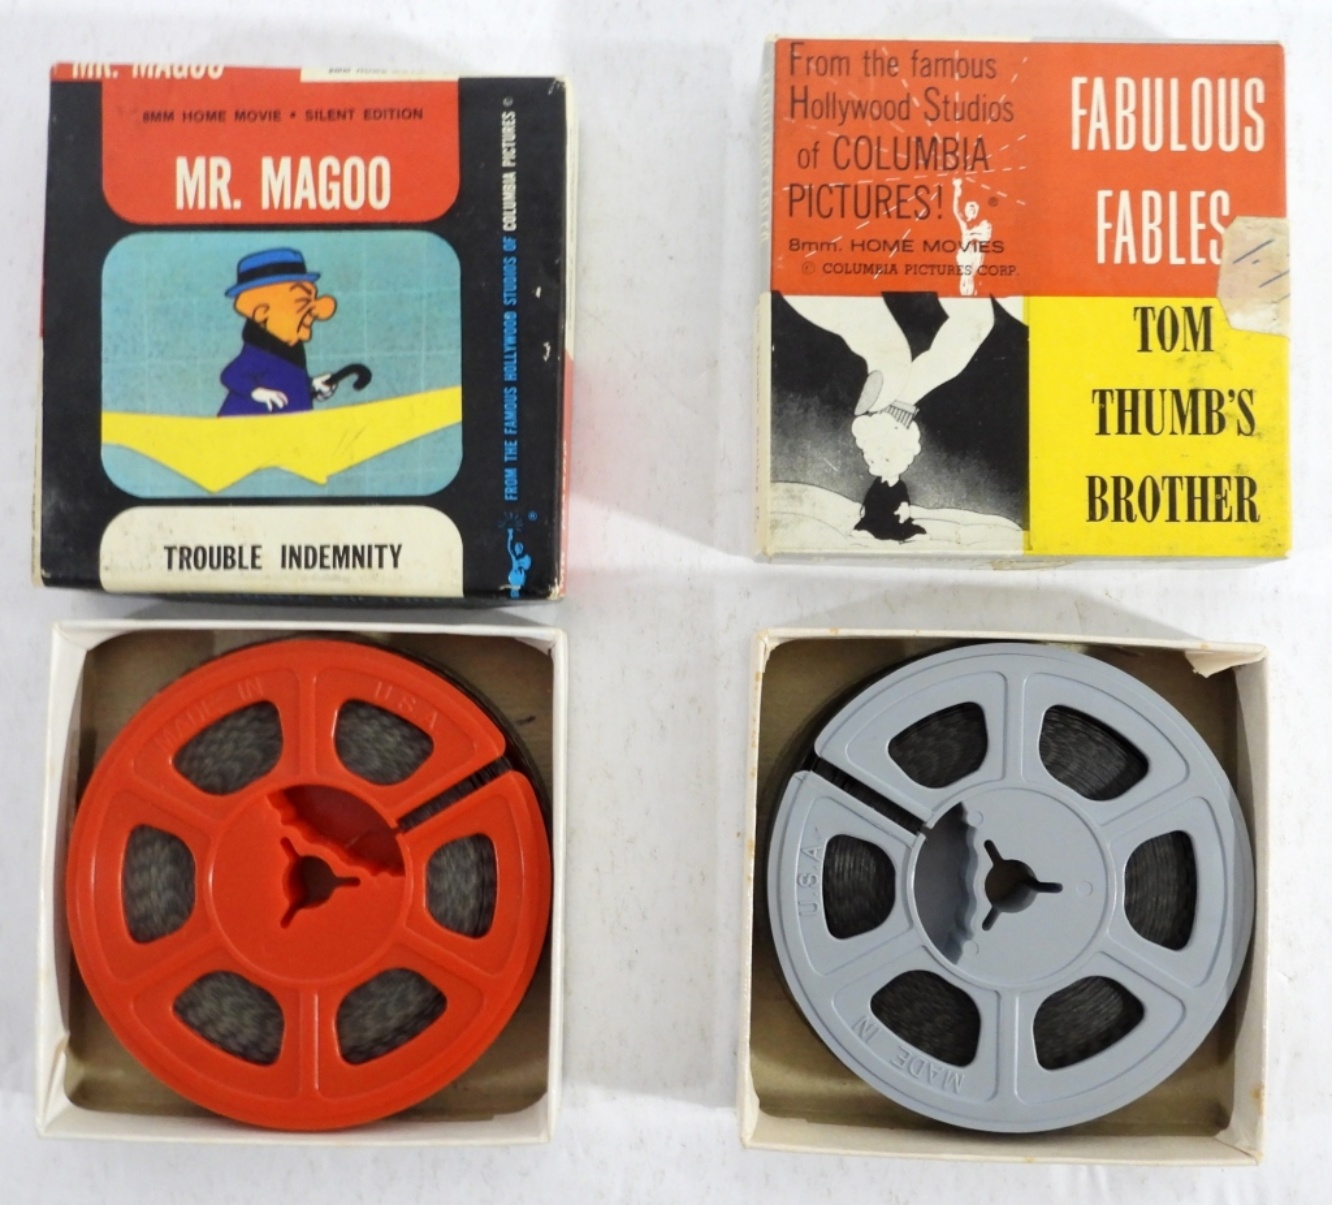 MR. MAGOO
8MM HOME MOVIE • SILENT EDITION
MR. MAGOO
TROUBLE INDEMNITY
FROM THE FAMOUS HOLLYWOOD STUDIOS OF COLUMBIA PICTURES ©
®
From the famous
Hollywood Studios
of COLUMBIA
PICTURES!
®
8mm. HOME MOVIES
© COLUMBIA PICTURES CORP.
FABULOUS
FABLES
TOM
THUMB'S
BROTHER
MADE IN
U S A
U S A
MADE IN